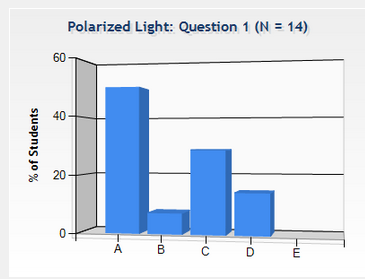 Polarized Light: Question 1 (N = 14)
% of Students
60
40
20
0
A B C D E